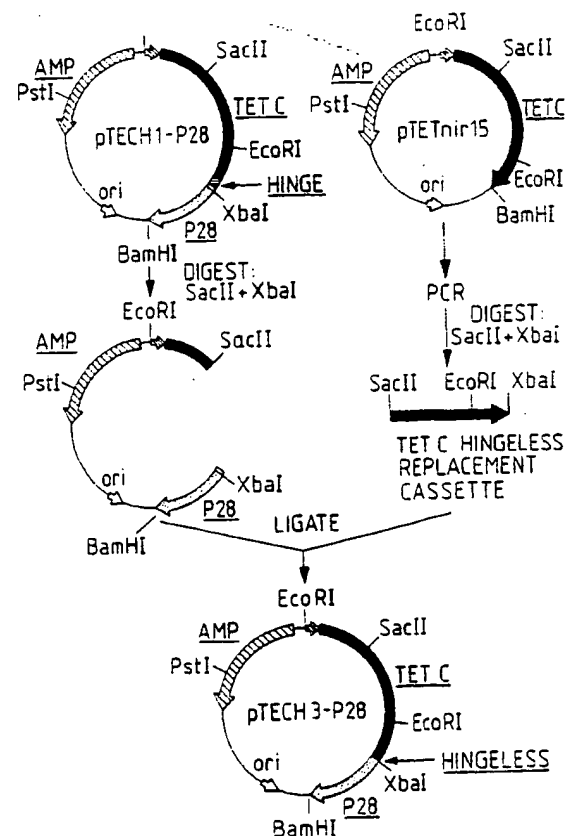 EcoRI
SacII
AMP
PstI
TET C
pTECH1-P28
EcoRI
HINGE
ori
XbaI
P28
BamHI
SacII
AMP
PstI
TETC
pTETnir15
EcoRI
ori
BamHI
DIGEST:
SacII+XbaI
PCR
DIGEST:
SacII+Xbai
EcoRI
SacII
AMP
PstI
ori
XbaI
P28
BamHI
SacII
EcoRI
XbaI
TET C HINGELESS
REPLACEMENT
CASSETTE
LIGATE
EcoRI
SacII
AMP
PstI
TET C
pTECH3-P28
EcoRI
HINGELESS
ori
XbaI
P28
BamHI